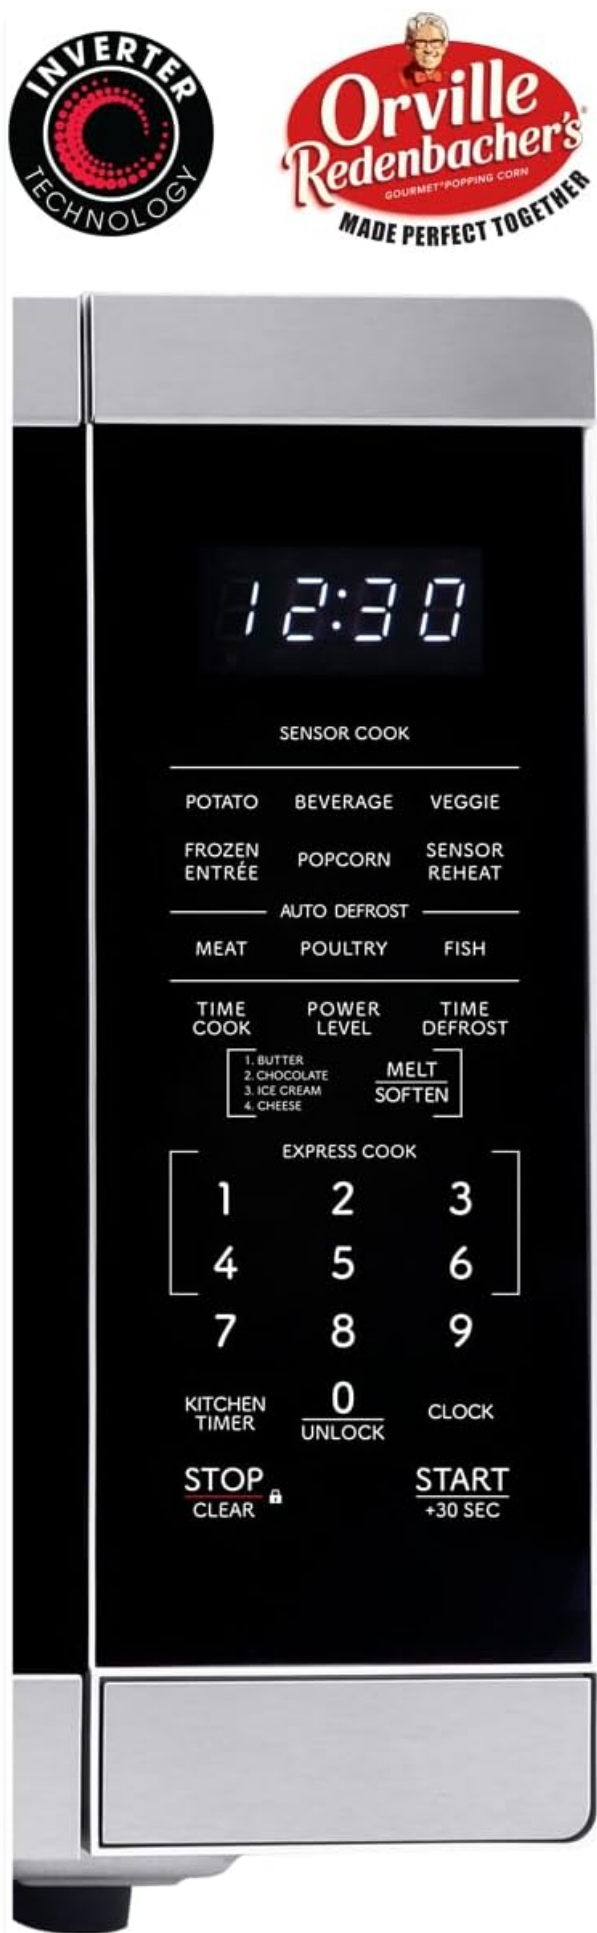 INVERTER
TECHNOLOGY
Orville
Redenbacher's®
GOURMET® POPPING CORN
MADE PERFECT TOGETHER
12:30
SENSOR COOK
POTATO BEVERAGE VEGGIE
FROZEN ENTRÉE POPCORN SENSOR REHEAT
AUTO DEFROST
MEAT POULTRY FISH
TIME COOK POWER LEVEL TIME DEFROST
1. BUTTER
2. CHOCOLATE
3. ICE CREAM
4. CHEESE
MELT
SOFTEN
EXPRESS COOK
1 2 3
4 5 6
7 8 9
KITCHEN TIMER 0 CLOCK
UNLOCK
STOP START
CLEAR +30 SEC